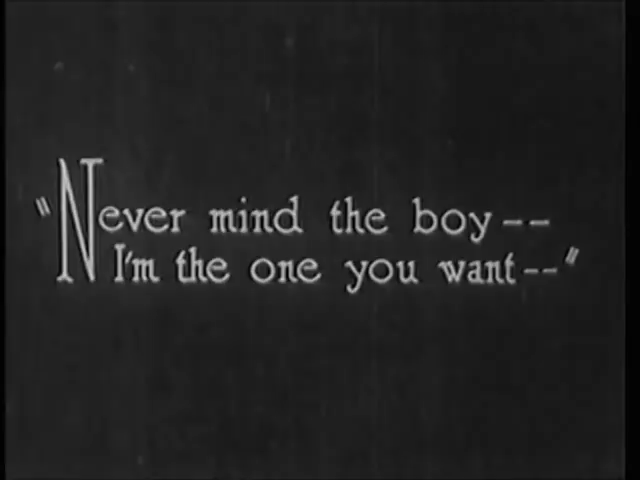 "Never mind the boy--
I'm the one you want--"